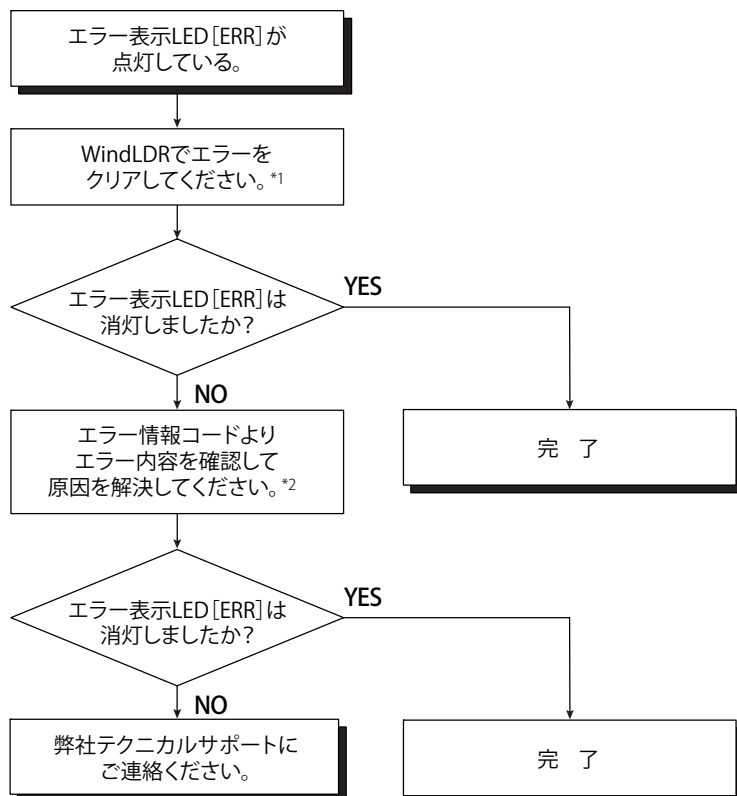 エラー表示LED[ERR]が
点灯している。
WindLDRでエラーを
クリアしてください。*1
エラー表示LED[ERR]は
消灯しましたか？
YES
NO
エラー情報コードより
エラー内容を確認して
原因を解決してください。*2
完　了
エラー表示LED[ERR]は
消灯しましたか？
YES
NO
弊社テクニカルサポートに
ご連絡ください。
完　了